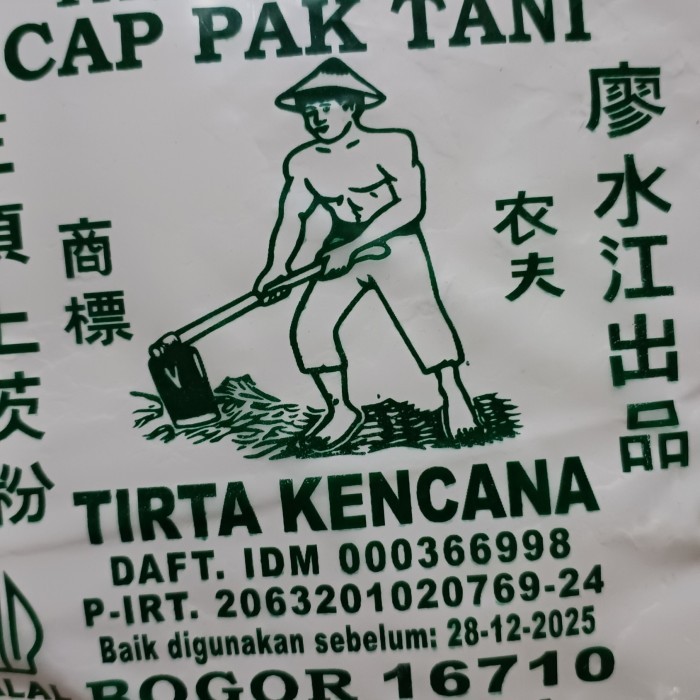 CAP PAK TANI
廖水江出品
农夫
商標
TIRTA KENCANA
DAFT. IDM 000366998
P-IRT. 2063201020769-24
Baik digunakan sebelum: 28-12-2025
BOGOR 16710